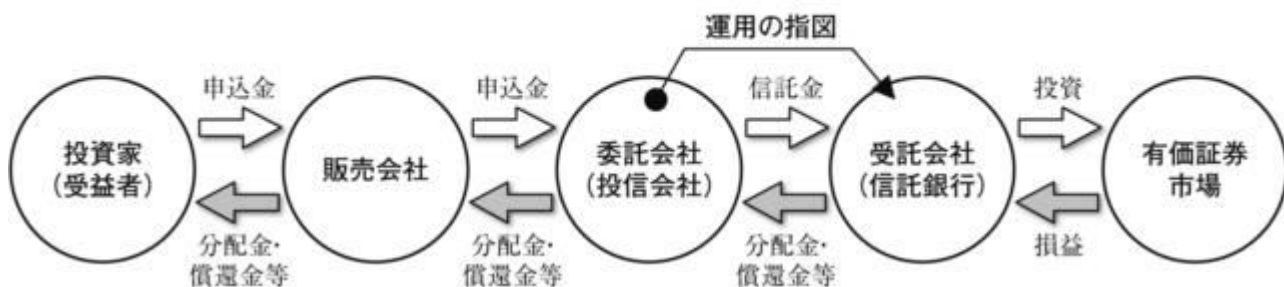 運用の指図
申込金
申込金
信託金
投資
投資家
(受益者)
販売会社
委託会社
(投信会社)
受託会社
(信託銀行)
有価証券
市場
分配金・
償還金等
分配金・
償還金等
分配金・
償還金等
損益